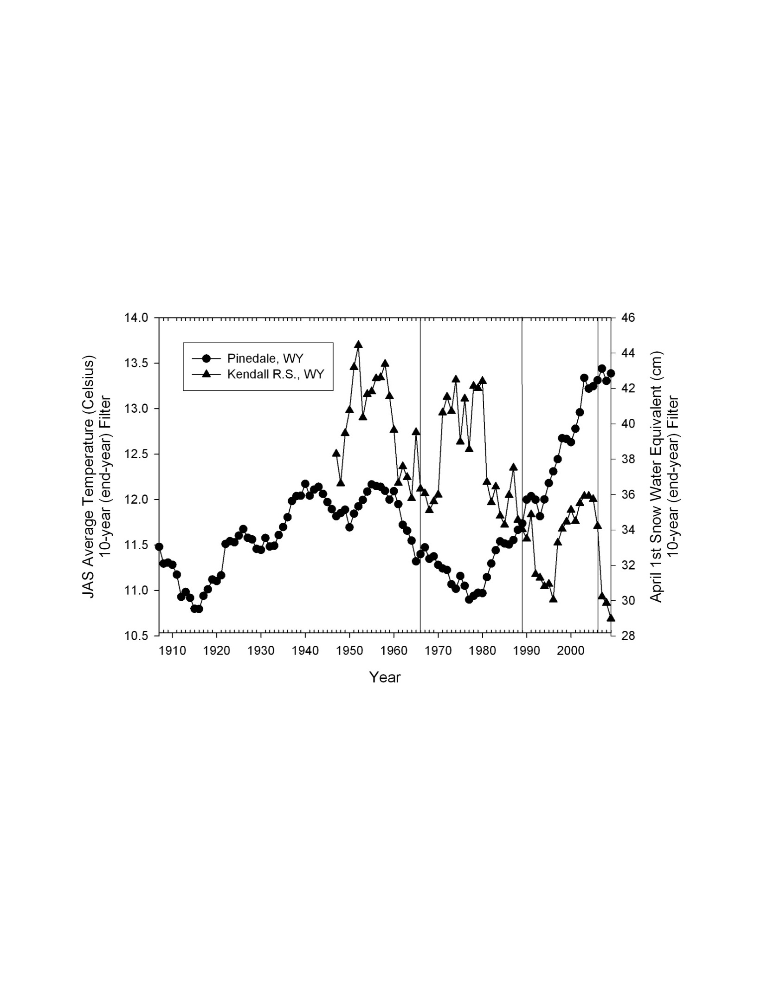 JAS Average Temperature (Celsius)
10-year (end-year) Filter
14.0
13.5
13.0
12.5
12.0
11.5
11.0
10.5
Pinedale, WY
Kendall R.S., WY
46
44
42
40
38
36
34
32
30
28
April 1st Snow Water Equivalent (cm)
10-year (end-year) Filter
1910 1920 1930 1940 1950 1960 1970 1980 1990 2000
Year